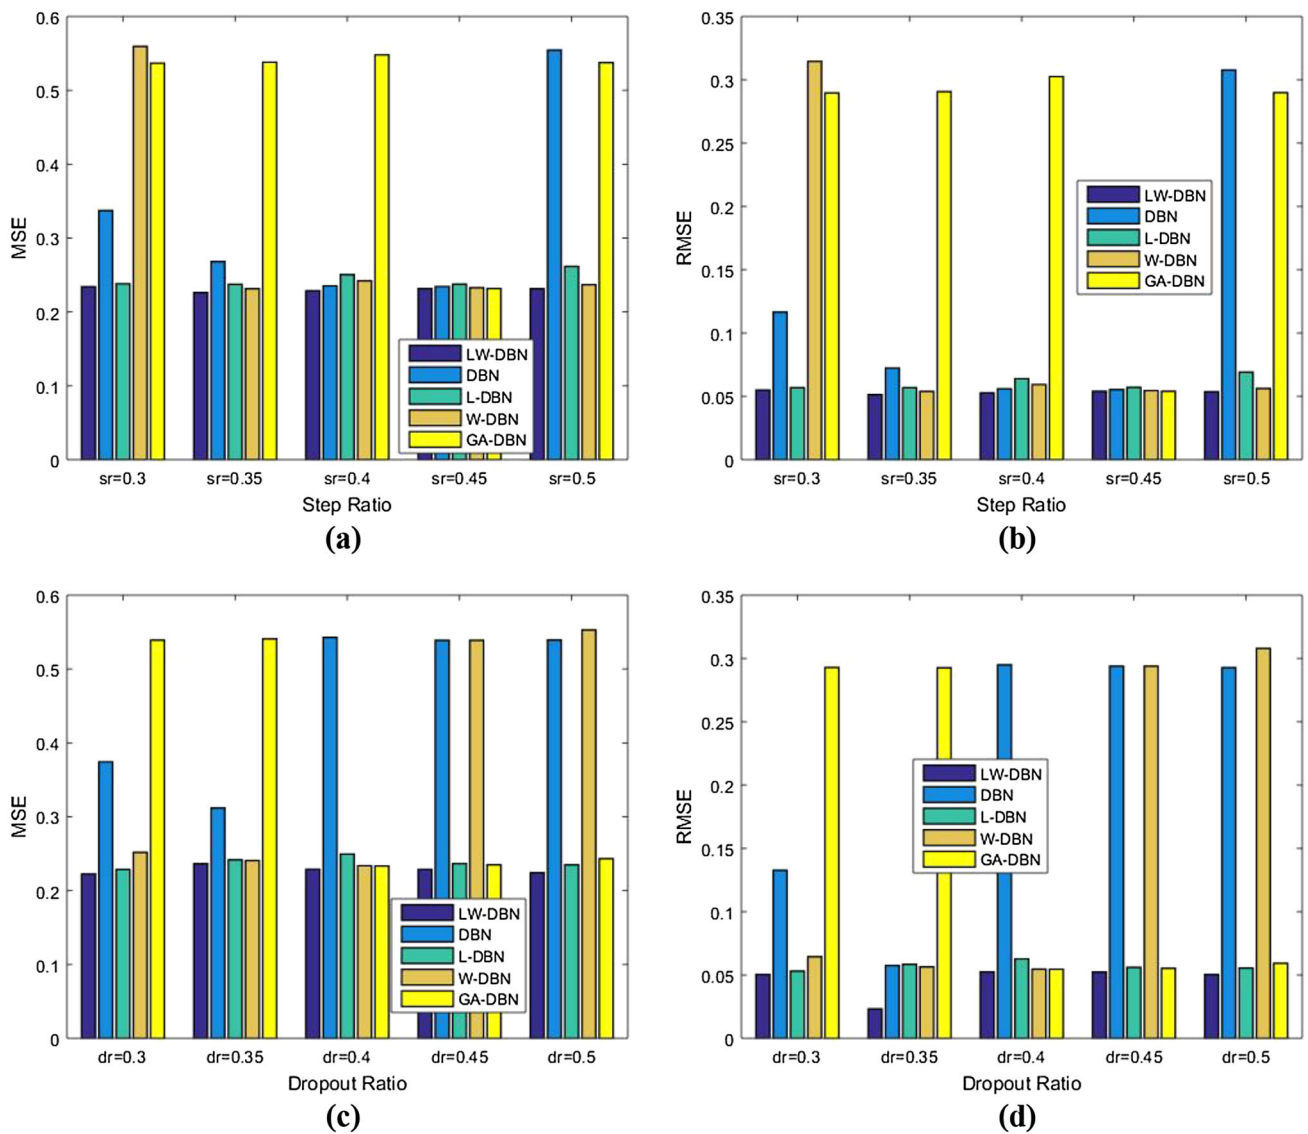 0.6
0.5
0.4
0.3
0.2
0.1
0
MSE
LW-DBN
DBN
L-DBN
W-DBN
GA-DBN
sr=0.3 sr=0.35 sr=0.4 sr=0.45 sr=0.5
Step Ratio
(a)
0.35
0.3
0.25
0.2
0.15
0.1
0.05
0
RMSE
LW-DBN
DBN
L-DBN
W-DBN
GA-DBN
sr=0.3 sr=0.35 sr=0.4 sr=0.45 sr=0.5
Step Ratio
(b)
0.6
0.5
0.4
0.3
0.2
0.1
0
MSE
LW-DBN
DBN
L-DBN
W-DBN
GA-DBN
dr=0.3 dr=0.35 dr=0.4 dr=0.45 dr=0.5
Dropout Ratio
(c)
0.35
0.3
0.25
0.2
0.15
0.1
0.05
0
RMSE
LW-DBN
DBN
L-DBN
W-DBN
GA-DBN
dr=0.3 dr=0.35 dr=0.4 dr=0.45 dr=0.5
Dropout Ratio
(d)